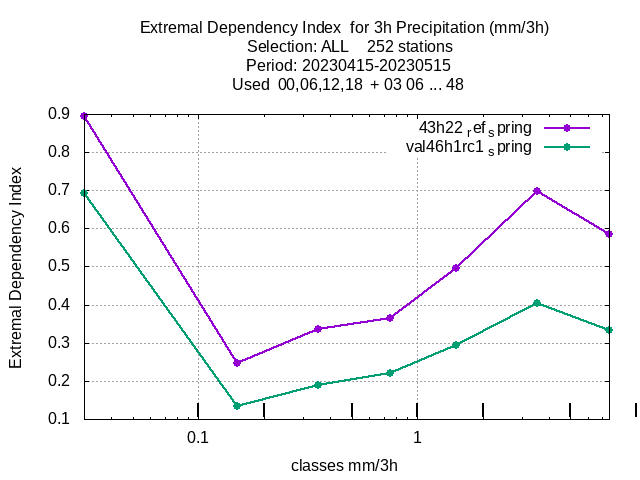 Extremal Dependency Index  for 3h Precipitation (mm/3h)
Selection: ALL    252 stations
Period: 20230415-20230515
Used  00,06,12,18  + 03 06 ... 48
43h22 ref spring
val46h1rc1 spring
0.9
0.8
0.7
0.6
0.5
0.4
0.3
0.2
0.1
Extremal Dependency Index
0.1 1
classes mm/3h